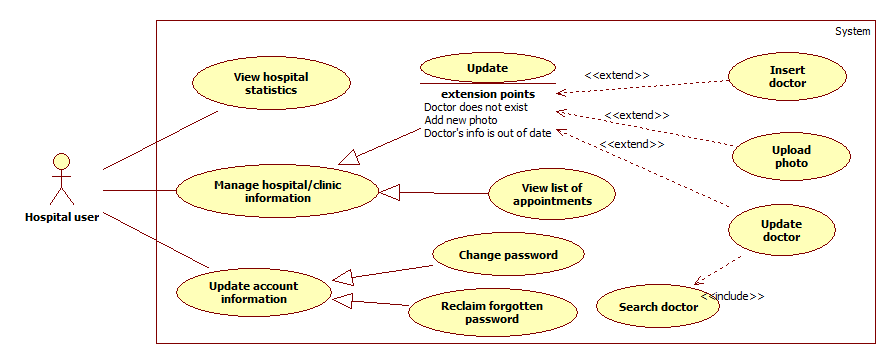 System
View hospital
statistics
Update
extension points
Doctor does not exist
Add new photo
Doctor's info is out of date
<<extend>>
<<extend>>
<<extend>>
Insert
doctor
Upload
photo
Hospital user
Manage hospital/clinic
information
View list of
appointments
Update
doctor
Change password
Update account
information
Reclaim forgotten
password
Search doctor
<<include>>